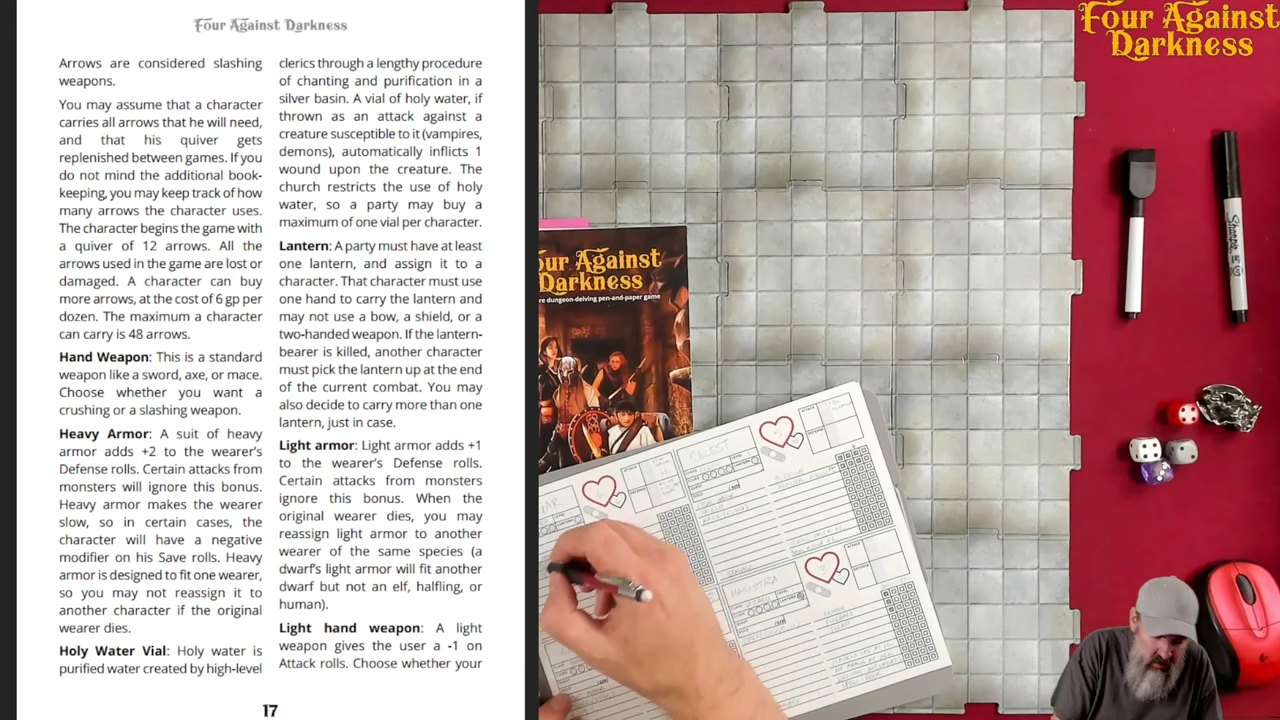 Four Against Darkness
Arrows are considered slashing
weapons.
You may assume that a character
carries all arrows that he will need,
and that his quiver gets
replenished between games. If you
do not mind the additional book-
keeping, you may keep track of how
many arrows the character uses.
The character begins the game with
a quiver of 12 arrows. All the
arrows used in the game are lost or
damaged. A character can buy
more arrows, at the cost of 6 gp per
dozen. The maximum a character
can carry is 48 arrows.
Hand Weapon: This is a standard
weapon like a sword, axe, or mace.
Choose whether you want a
crushing or a slashing weapon.
Heavy Armor: A suit of heavy
armor adds +2 to the wearer's
Defense rolls. Certain attacks from
monsters will ignore this bonus.
Heavy armor makes the wearer
slow, so in certain cases, the
character will have a negative
modifier on his Save rolls. Heavy
armor is designed to fit one wearer,
so you may not reassign it to
another character if the original
wearer dies.
Holy Water Vial: Holy water is
purified water created by high-level
clerics through a lengthy procedure
of chanting and purification in a
silver basin. A vial of holy water, if
thrown as an attack against a
creature susceptible to it (vampires,
demons), automatically inflicts 1
wound upon the creature. The
church restricts the use of holy
water, so a party may buy a
maximum of one vial per character.
Lantern: A party must have at least
one lantern, and assign it to a
character. That character must use
one hand to carry the lantern and
may not use a bow, a shield, or a
two-handed weapon. If the lantern-
bearer is killed, another character
must pick the lantern up at the end
of the current combat. You may
also decide to carry more than one
lantern, just in case.
Light armor: Light armor adds +1
to the wearer's Defense rolls.
Certain attacks from monsters
ignore this bonus. When the
original wearer dies, you may
reassign light armor to another
wearer of the same species (a
dwarf's light armor will fit another
dwarf but not an elf, halfling, or
human).
Light hand weapon: A light
weapon gives the user a -1 on
Attack rolls. Choose whether your
17
Four Against
Darkness
our Against
Darkness
dungeon-delving pen-and-paper game
Sharpie
ATTACK
DEFENSE
CLASS
LEVEL